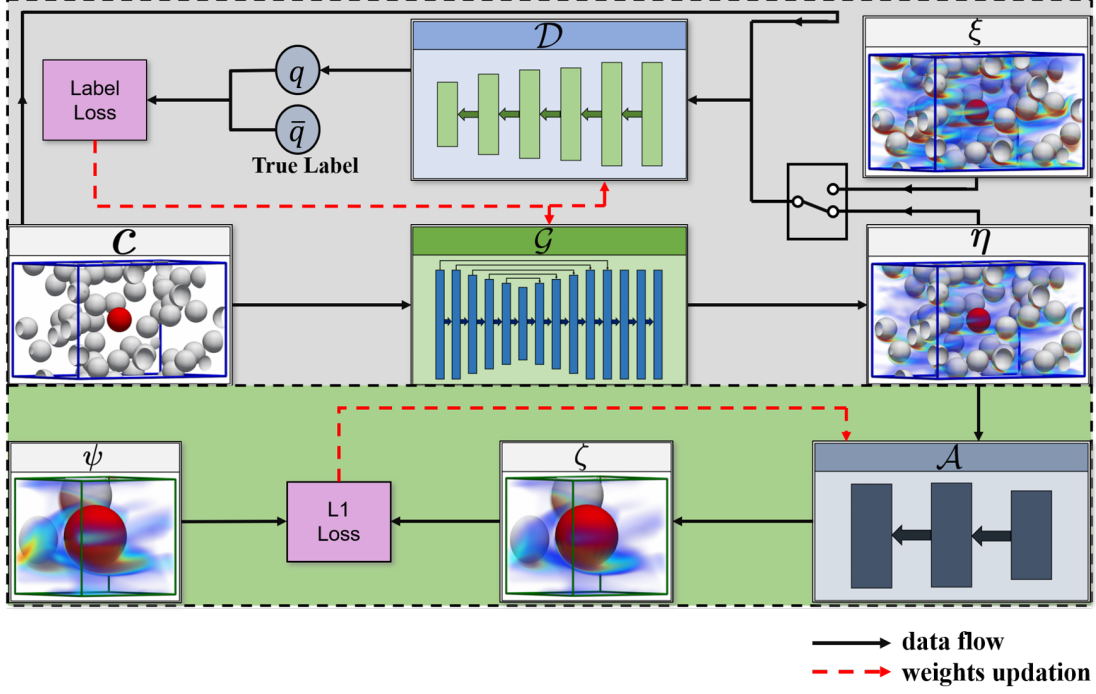 𝒟
ξ
Label
Loss
q
q̅
True Label
C
𝒢
η
ψ
L1
Loss
ζ
𝒜
data flow
weights updation